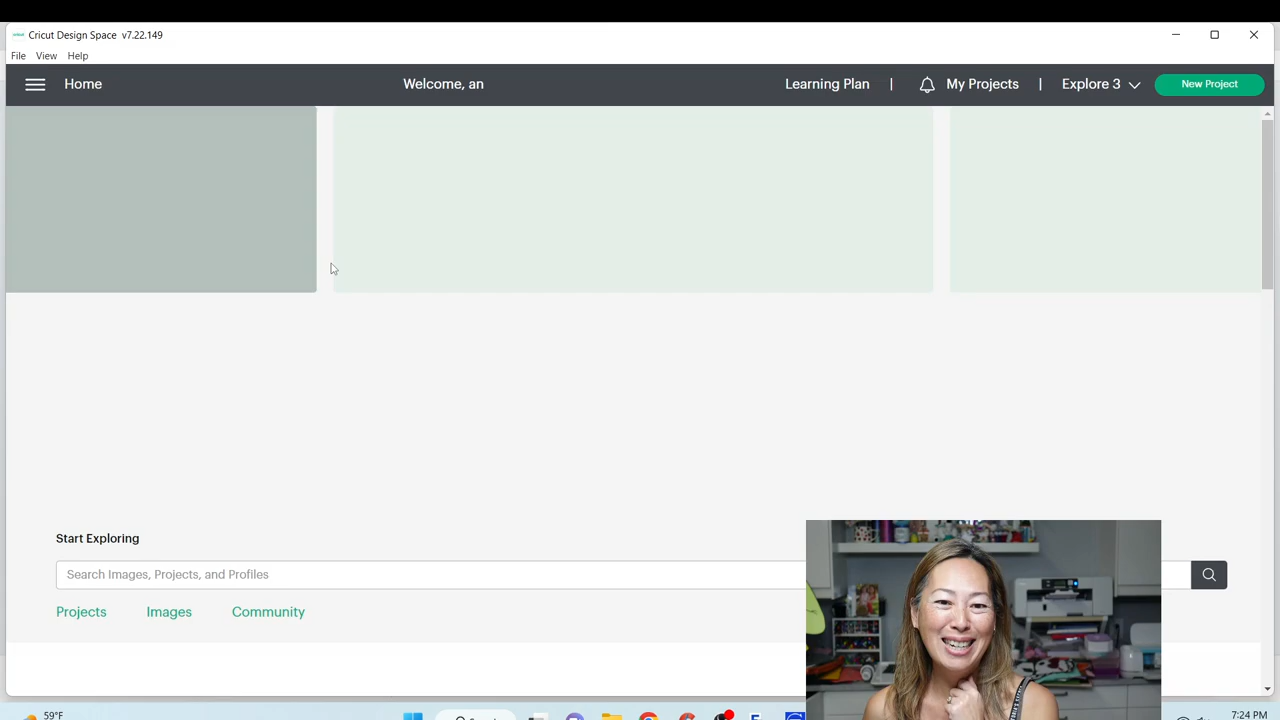 Cricut Design Space v7.22.149
File View Help
Home Welcome, an Learning Plan | My Projects | Explore 3 New Project
Start Exploring
Search Images, Projects, and Profiles
Projects Images Community
59°F 7:24 PM